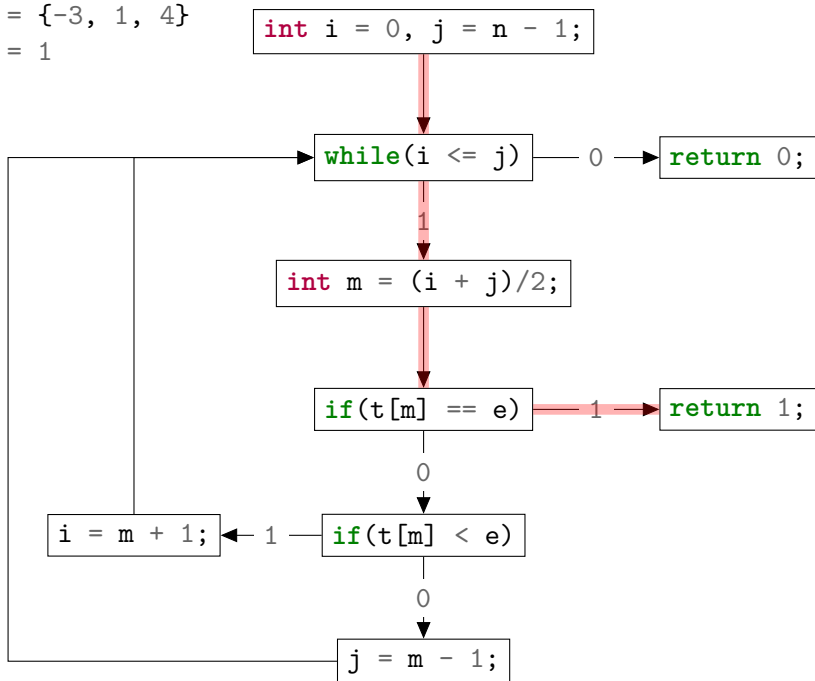 = {-3, 1, 4}
= 1
int i = 0, j = n - 1;
while(i <= j)
0
return 0;
1
int m = (i + j)/2;
if(t[m] == e)
1
return 1;
0
i = m + 1;
1
if(t[m] < e)
0
j = m - 1;